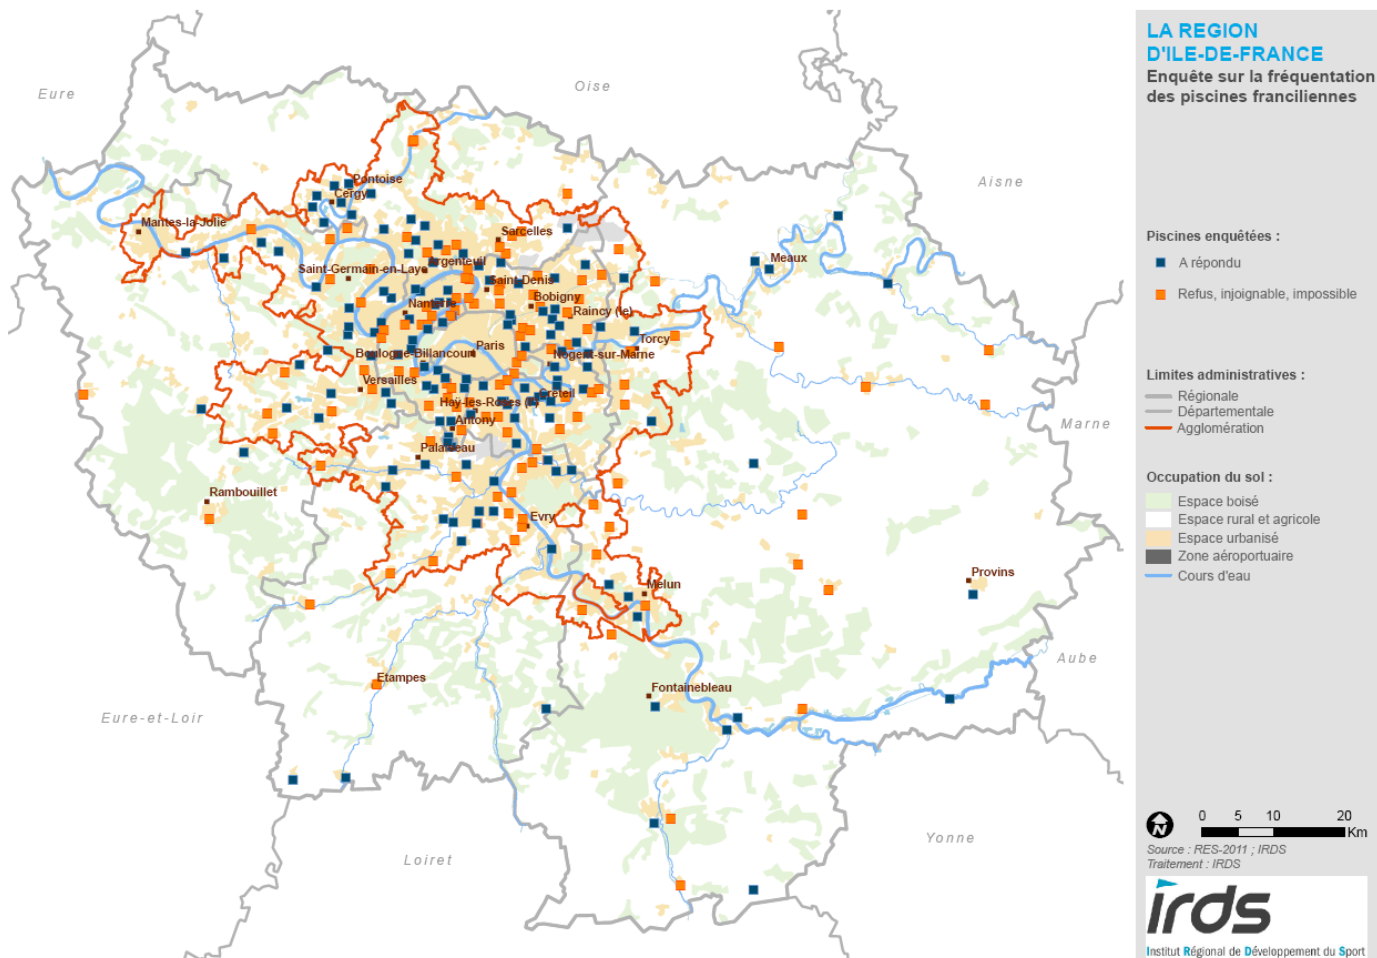 LA REGION
D'ILE-DE-FRANCE
Enquête sur la fréquentation
des piscines franciliennes
Piscines enquêtées :
A répondu
Refus, injoignable, impossible
Limites administratives :
Régionale
Départementale
Agglomération
Occupation du sol :
Espace boisé
Espace rural et agricole
Espace urbanisé
Zone aéroportuaire
Cours d'eau
N
0 5 10 20
Km
Source : RES-2011 ; IRDS
Traitement : IRDS
irds
Institut Régional de Développement du Sport
Eure
Oise
Aisne
Marne
Aube
Yonne
Loiret
Eure-et-Loir
Pontoise
Cergy
Mantes-la-Jolie
Sarcelles
Argenteuil
Saint-Germain-en-Laye
Saint-Denis
Meaux
Bobigny
Nanterre
Raincy (le)
Torcy
Paris
Boulogne-Billancourt
Nogent-sur-Marne
Versailles
Créteil
Haÿ-les-Roses (l')
Antony
Palaiseau
Rambouillet
Evry
Melun
Provins
Etampes
Fontainebleau